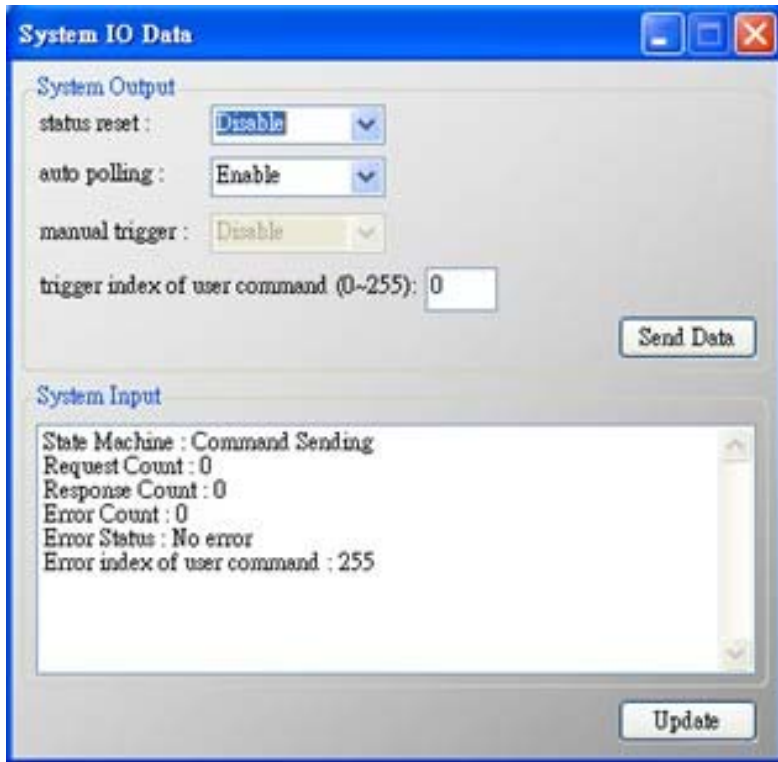 System IO Data
System Output
status reset : Disable
auto polling : Enable
manual trigger : Disable
trigger index of user command (0~255): 0
Send Data
System Input
State Machine : Command Sending
Request Count : 0
Response Count : 0
Error Count : 0
Error Status : No error
Error index of user command : 255
Update